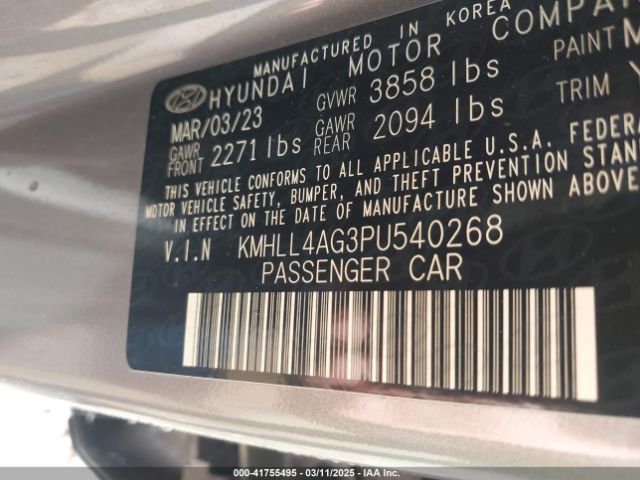 MANUFACTURED IN KOREA
HYUNDAI MOTOR COMPA
MAR/03/23 GVWR 3858 lbs PAINT M
GAWR FRONT 2271 lbs GAWR REAR 2094 lbs TRIM
THIS VEHICLE CONFORMS TO ALL APPLICABLE U.S.A. FEDERA
MOTOR VEHICLE SAFETY, BUMPER, AND THEFT PREVENTION STAN
IN EFFECT ON THE DATE OF MANUFACTURE SHOWN ABOVE
V.I.N KMHLL4AG3PU540268
PASSENGER CAR
000-41755495 - 03/11/2025 - IAA Inc.